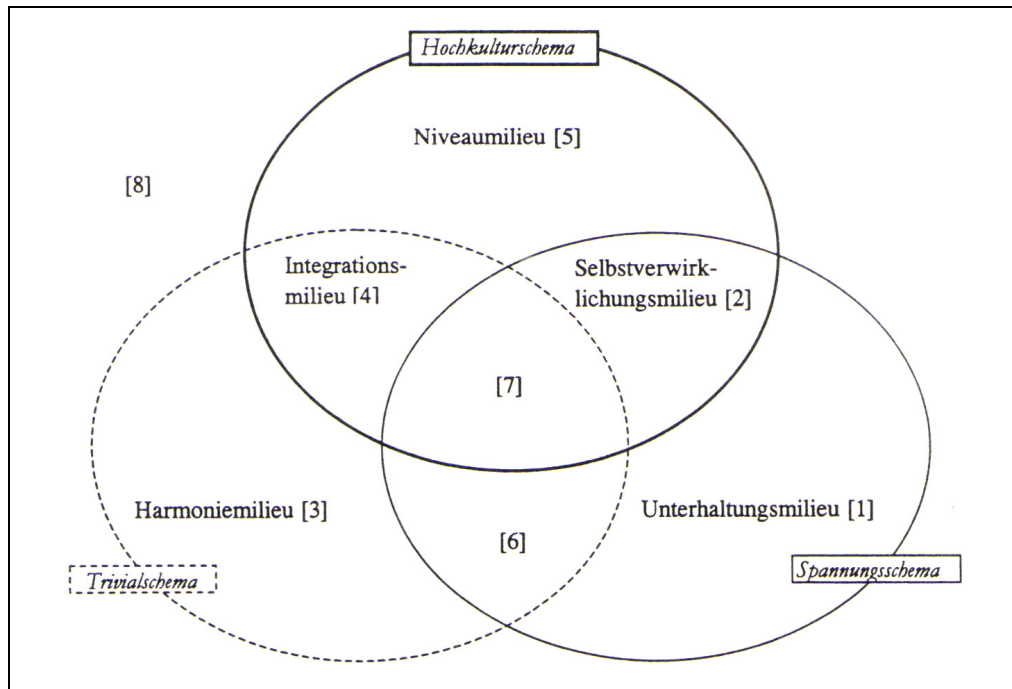 Hochkulturschema
Niveaumilieu [5]
[8]
Integrations-
milieu [4]
Selbstverwirk-
lichungsmilieu [2]
[7]
Harmoniemilieu [3]
Unterhaltungsmilieu [1]
[6]
Trivialschema
Spannungsschema